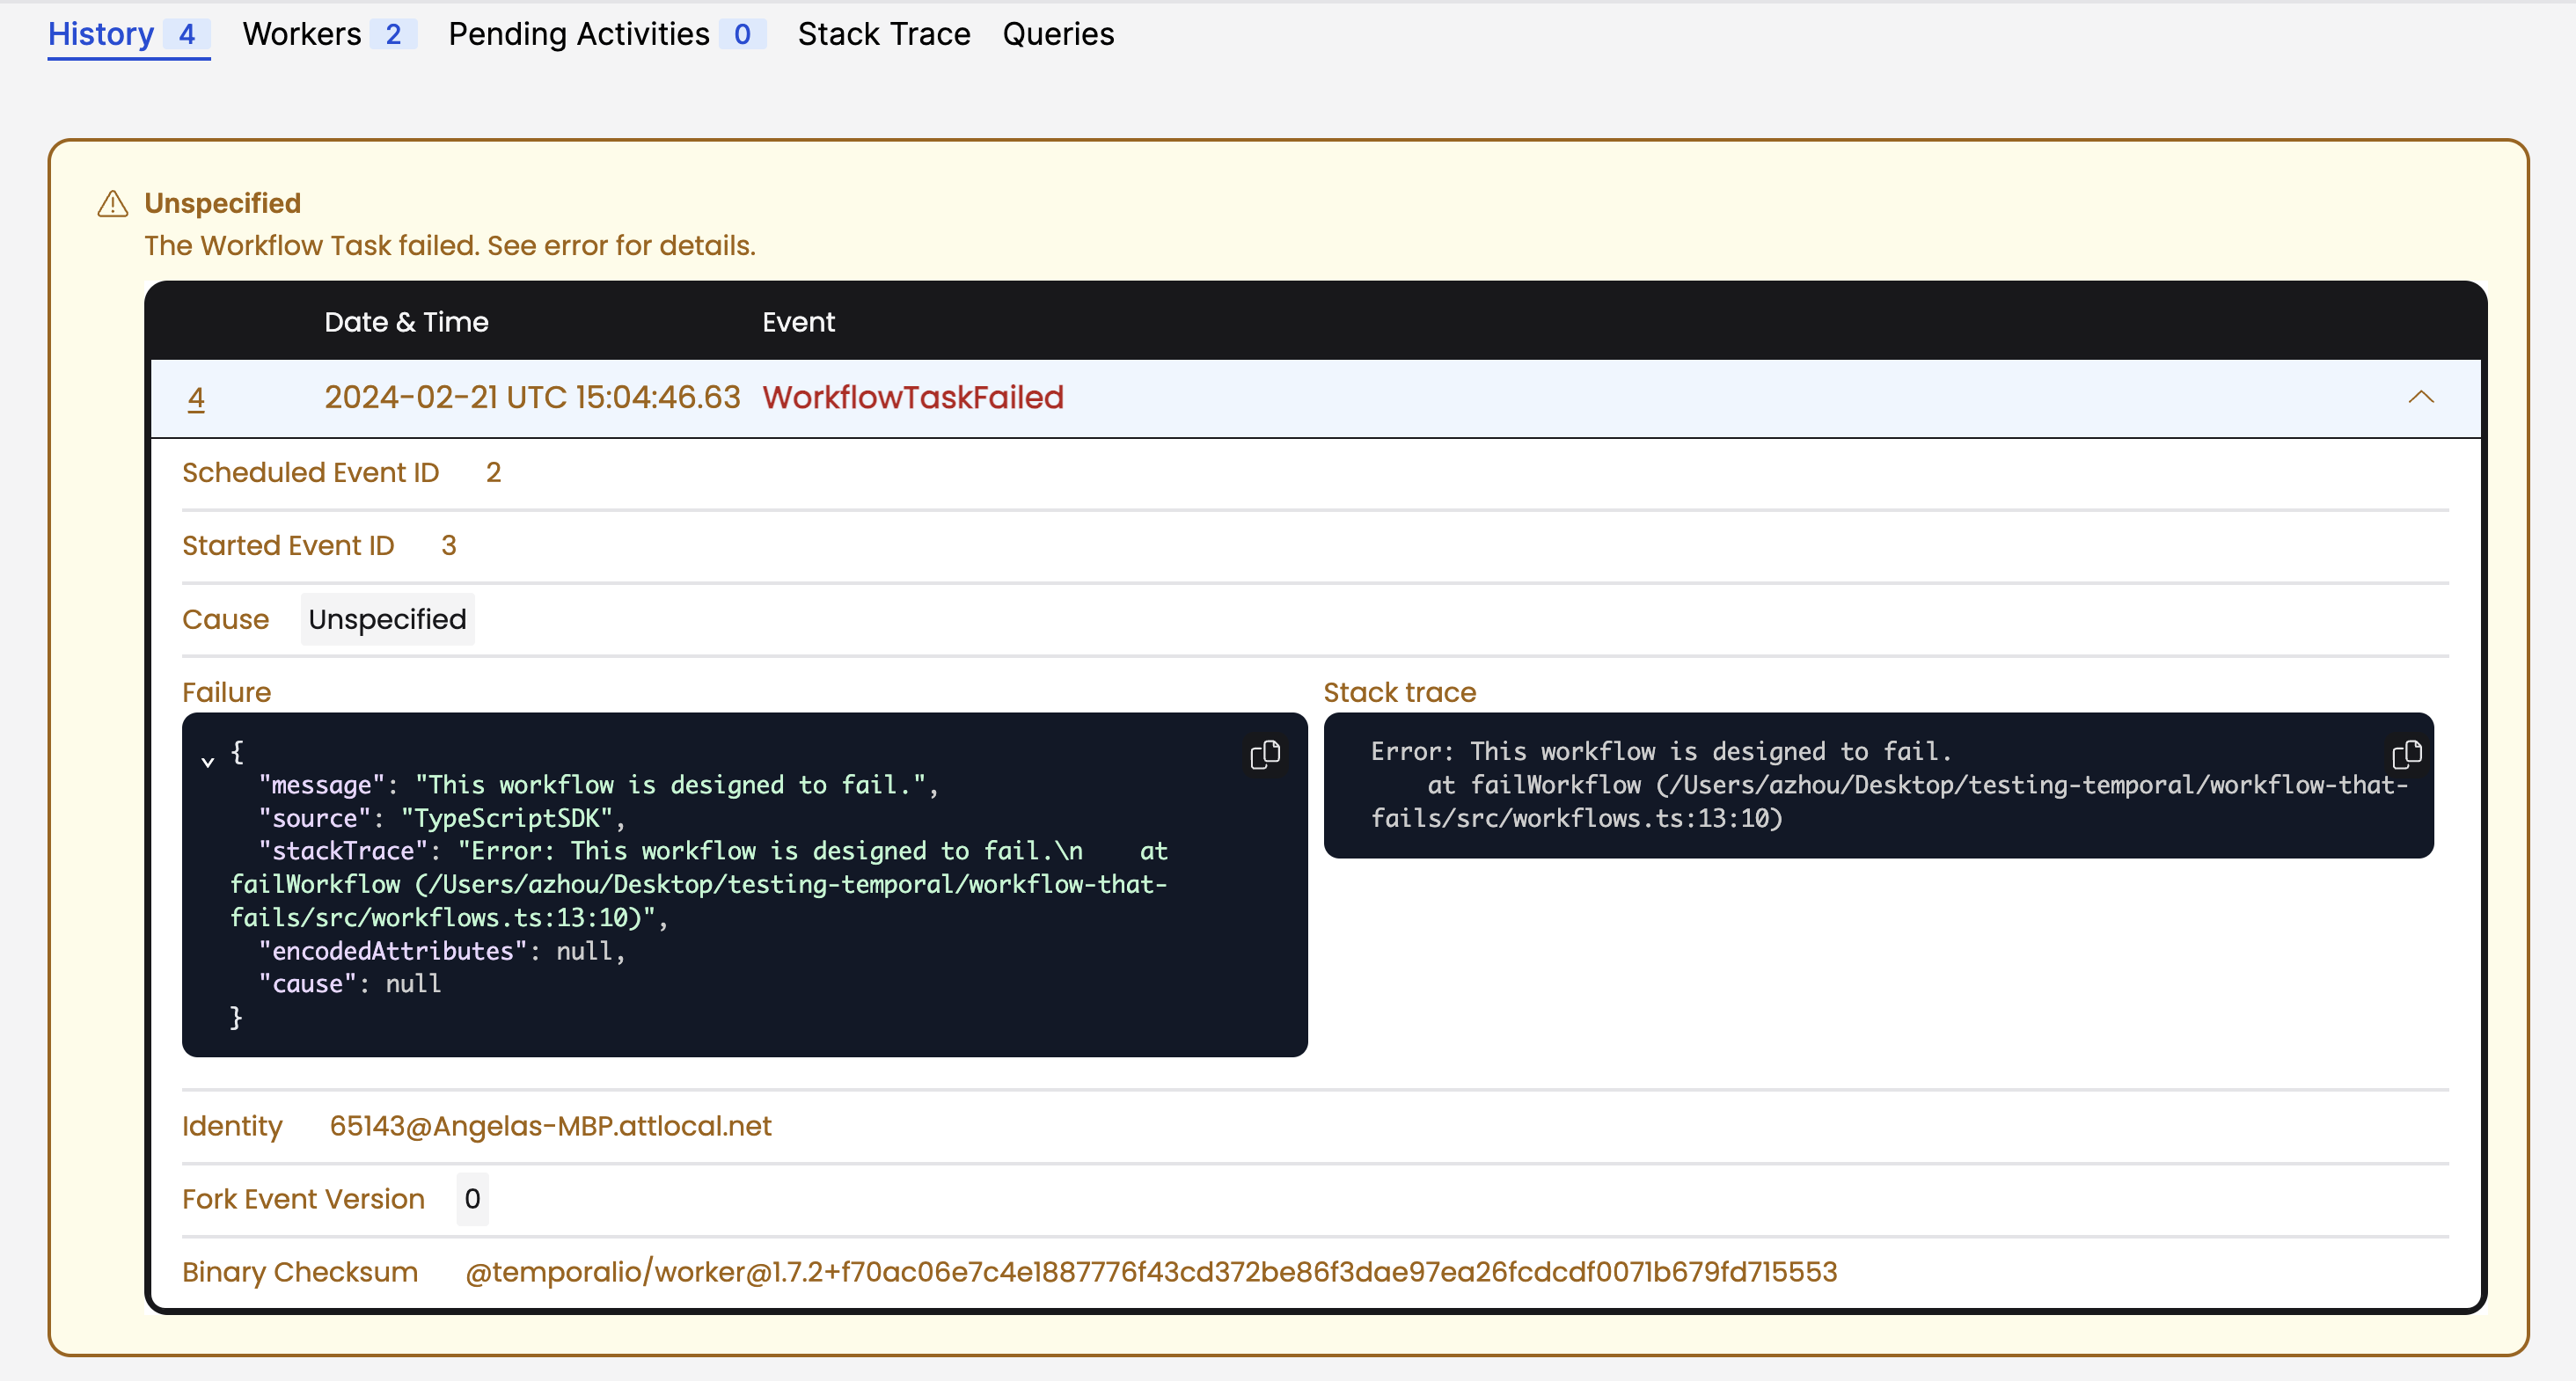 History 4 Workers 2 Pending Activities 0 Stack Trace Queries
Unspecified
The Workflow Task failed. See error for details.
Date & Time Event
4 2024-02-21 UTC 15:04:46.63 WorkflowTaskFailed
Scheduled Event ID 2
Started Event ID 3
Cause Unspecified
Failure
{
"message": "This workflow is designed to fail.",
"source": "TypeScriptSDK",
"stackTrace": "Error: This workflow is designed to fail.\n    at
failWorkflow (/Users/azhou/Desktop/testing-temporal/workflow-that-
fails/src/workflows.ts:13:10)",
"encodedAttributes": null,
"cause": null
}
Stack trace
Error: This workflow is designed to fail.
at failWorkflow (/Users/azhou/Desktop/testing-temporal/workflow-that-
fails/src/workflows.ts:13:10)
Identity 65143@Angelas-MBP.attlocal.net
Fork Event Version 0
Binary Checksum @temporalio/worker@1.7.2+f70ac06e7c4e1887776f43cd372be86f3dae97ea26fcdcdf0071b679fd715553